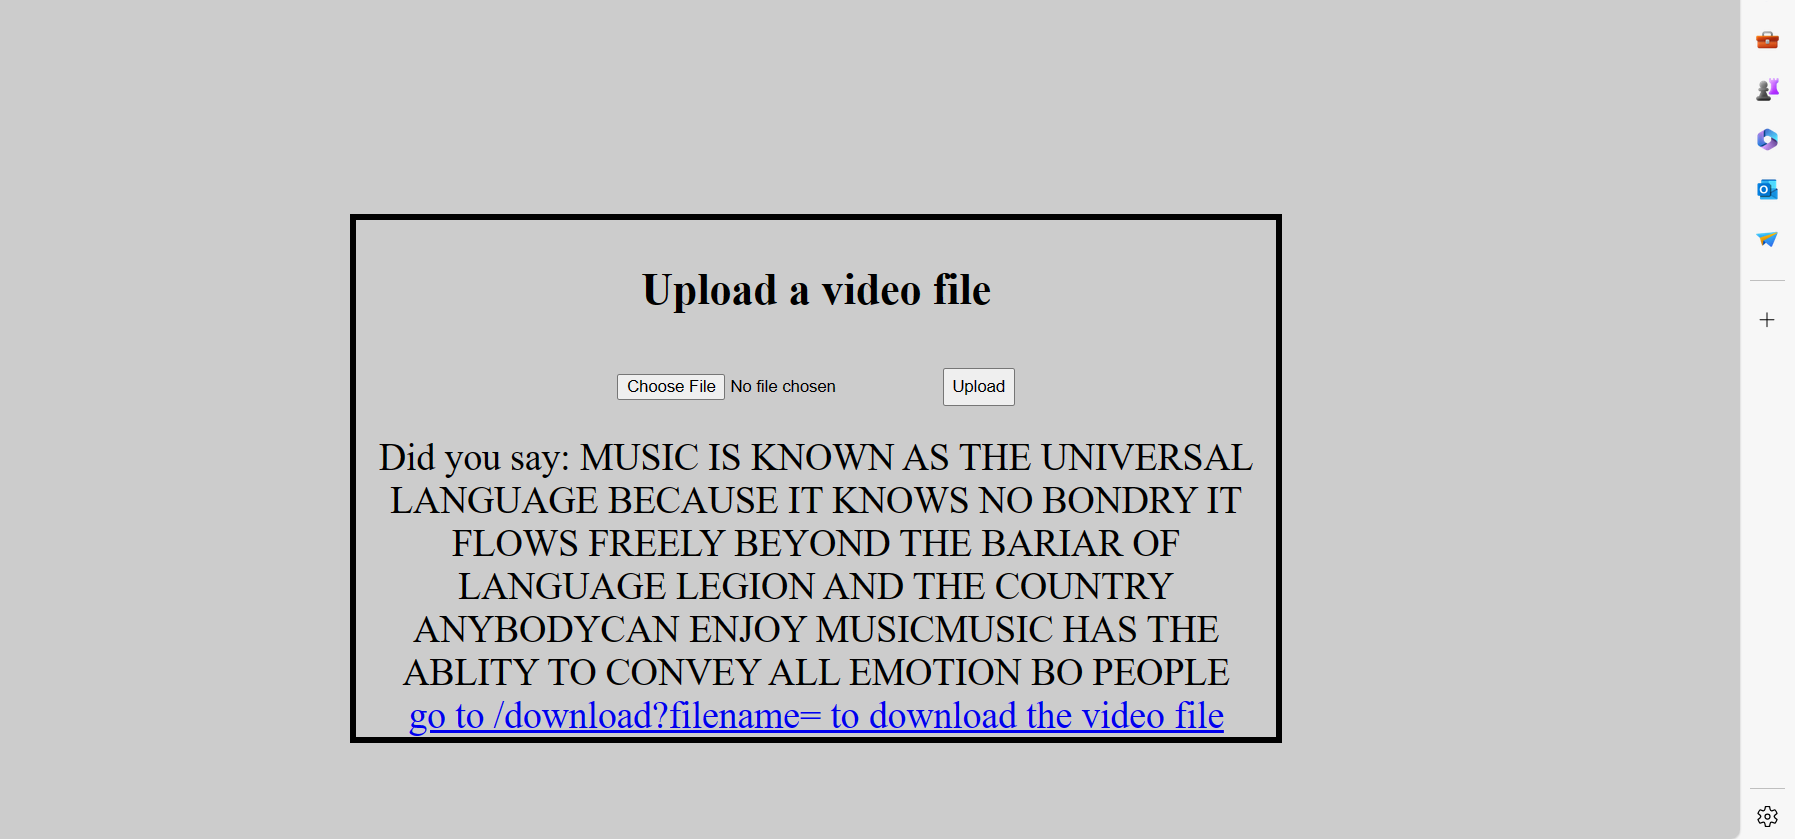 Upload a video file
Choose File No file chosen Upload
Did you say: MUSIC IS KNOWN AS THE UNIVERSAL
LANGUAGE BECAUSE IT KNOWS NO BONDRY IT
FLOWS FREELY BEYOND THE BARIAR OF
LANGUAGE LEGION AND THE COUNTRY
ANYBODYCAN ENJOY MUSICMUSIC HAS THE
ABLITY TO CONVEY ALL EMOTION BO PEOPLE
go to /download?filename= to download the video file